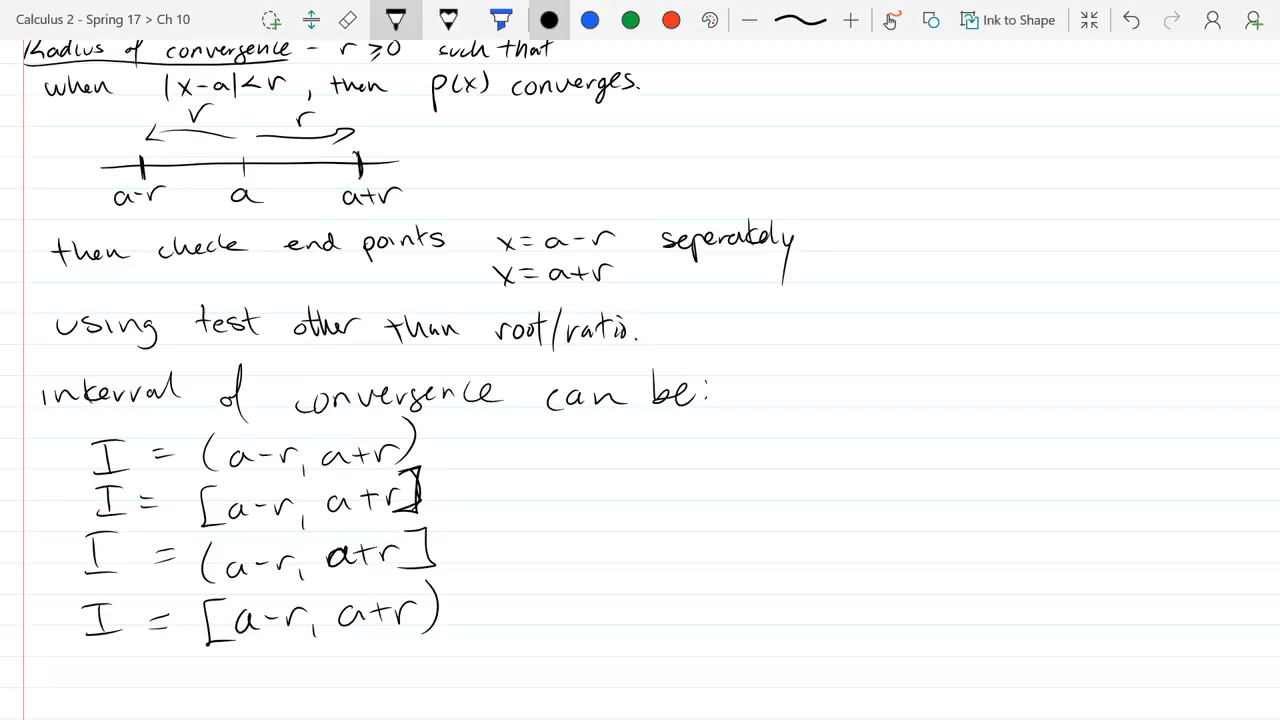 Calculus 2 - Spring 17 > Ch 10
Ink to Shape
Radius of convergence - r ≥ 0 such that
when |x-a|<r, then p(x) converges.
r r
a-r a a+r
then check end points x=a-r seperately
x=a+r
using test other than root/ratio.
interval of convergence can be:
I = (a-r, a+r)
I = [a-r, a+r]
I = (a-r, a+r]
I = [a-r, a+r)